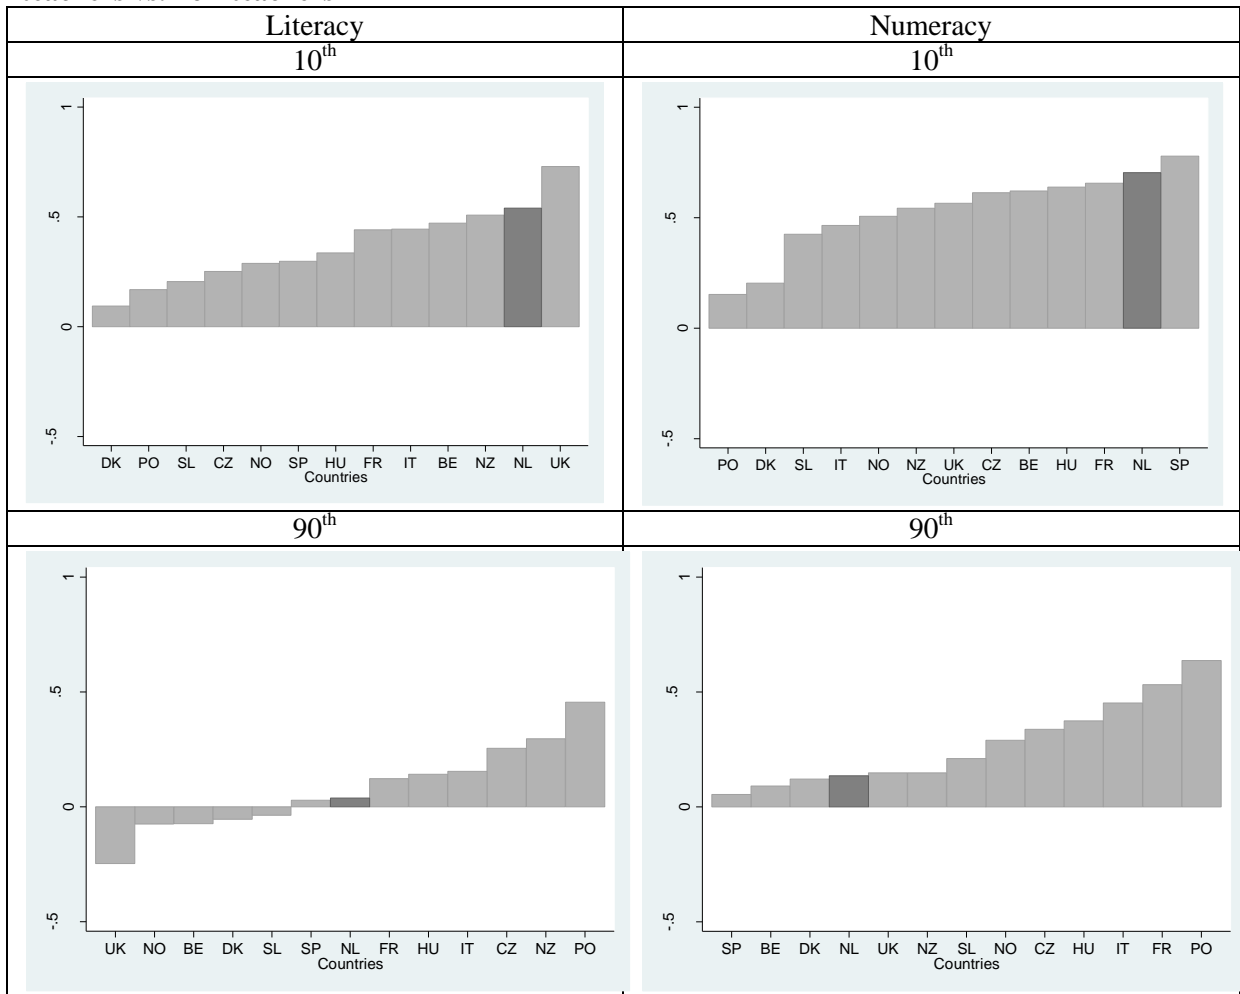 Literacy Numeracy
10th 10th
1
.5
0
-.5
DK PO SL CZ NO SP HU FR IT BE NZ NL UK
Countries
1
.5
0
-.5
PO DK SL IT NO NZ UK CZ BE HU FR NL SP
Countries
90th 90th
1
.5
0
-.5
UK NO BE DK SL SP NL FR HU IT CZ NZ PO
Countries
1
.5
0
-.5
SP BE DK NL UK NZ SL NO CZ HU IT FR PO
Countries